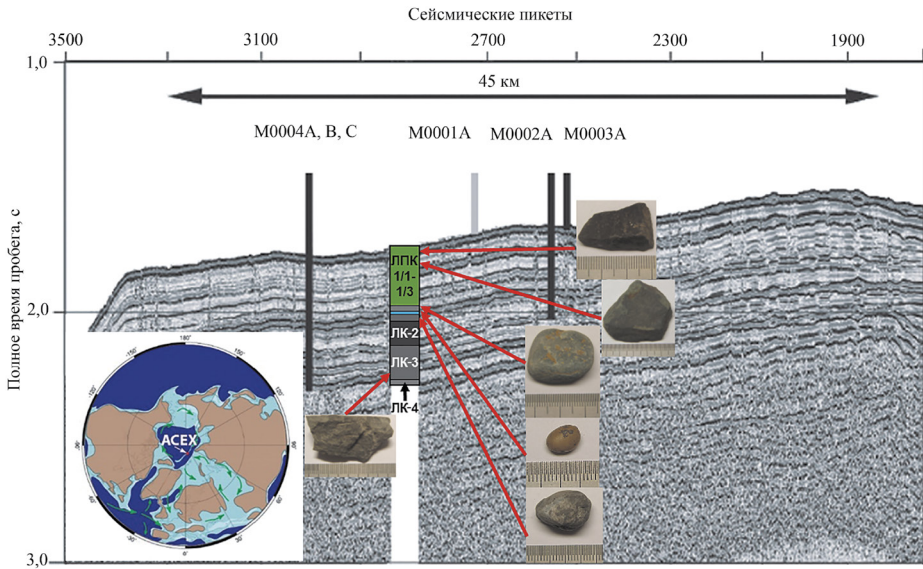 Сейсмические пикеты
3500 3100 2700 2300 1900
1,0
45 км
M0004A, B, C M0001A M0002A M0003A
Полное время пробега, с
ЛПК
1/1-
1/3
2,0
ЛК-2
ЛК-3
ЛК-4
ACEX
180°
3,0